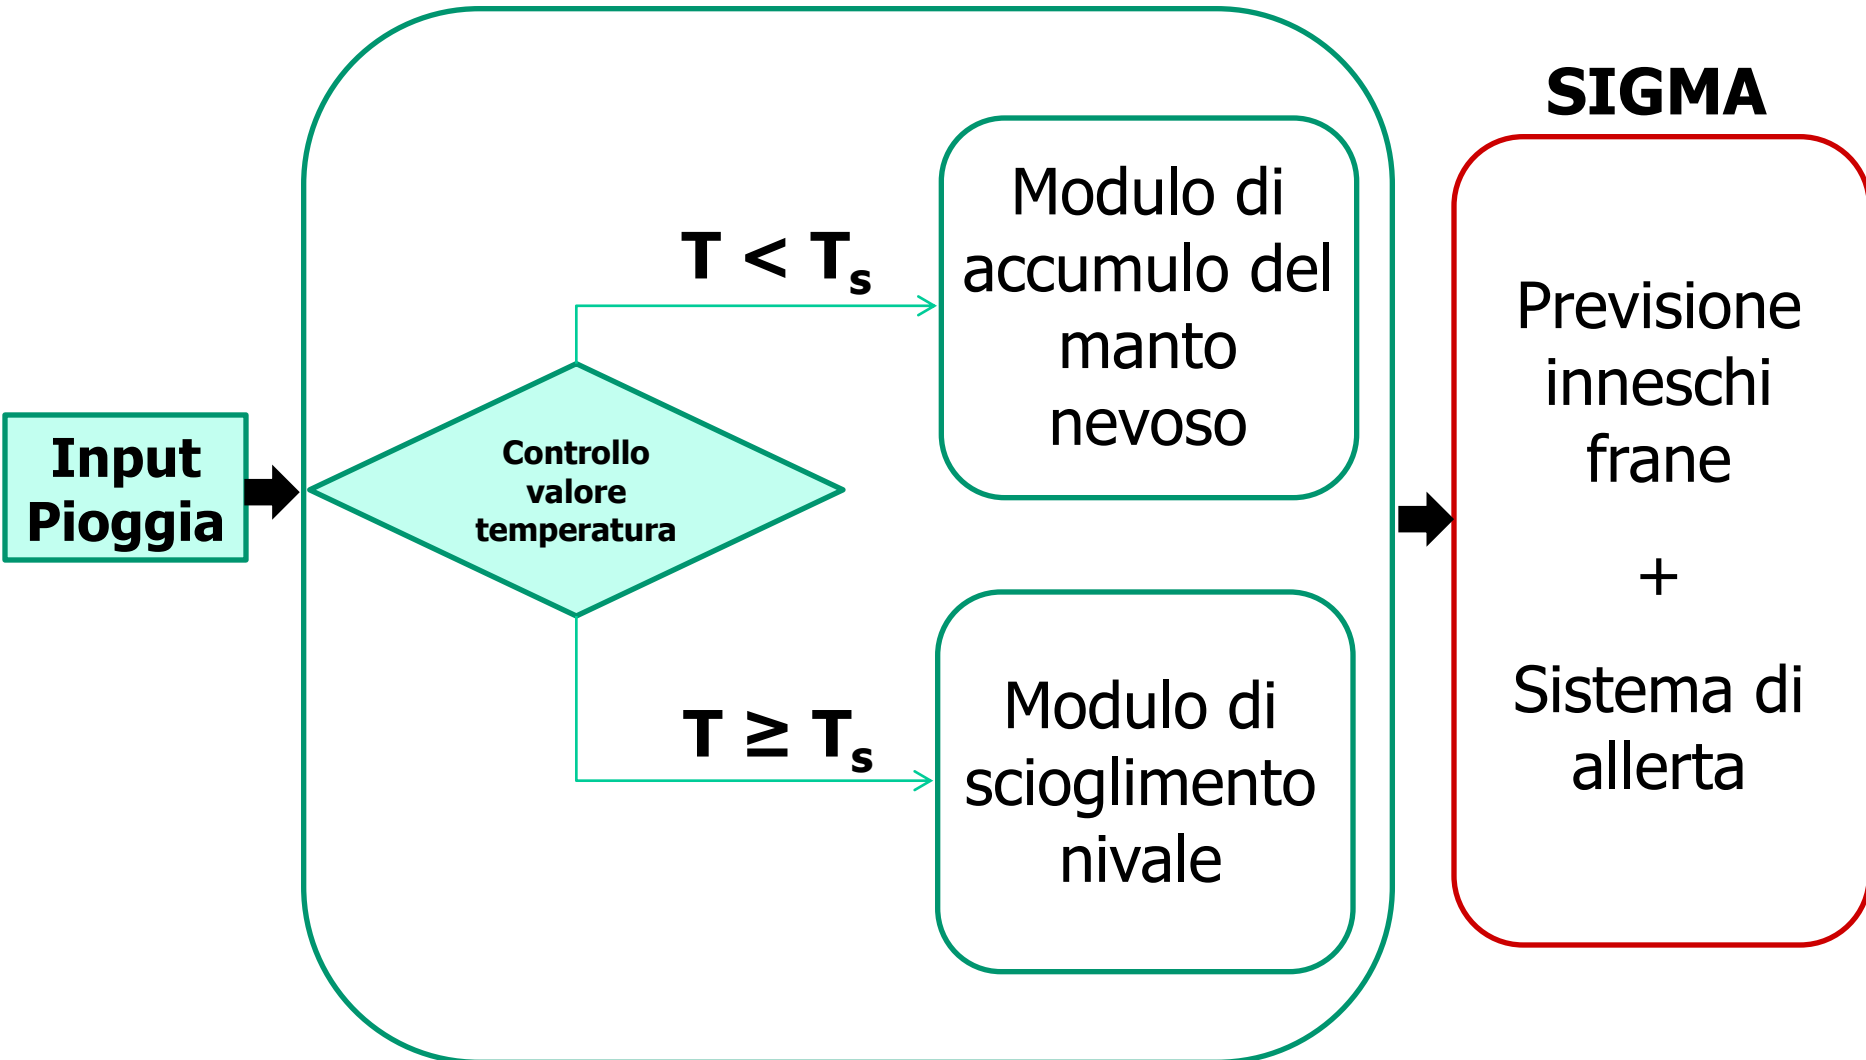 Input
Pioggia
Controllo
valore
temperatura
T < Ts
Modulo di
accumulo del
manto
nevoso
T ≥ Ts
Modulo di
scioglimento
nivale
SIGMA
Previsione
inneschi
frane
+
Sistema di
allerta